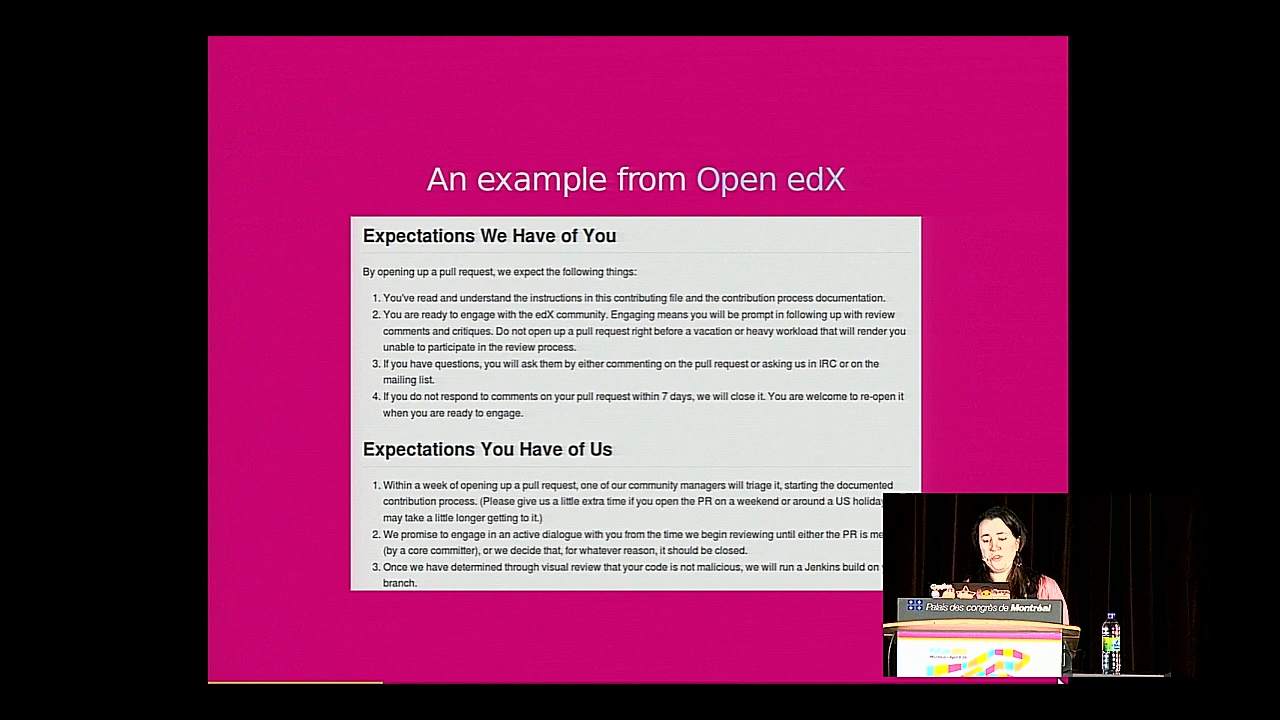 An example from Open edX
Expectations We Have of You
By opening up a pull request, we expect the following things:
1. You've read and understand the instructions in this contributing file and the contribution process documentation.
2. You are ready to engage with the edX community. Engaging means you will be prompt in following up with review
comments and critiques. Do not open up a pull request right before a vacation or heavy workload that will render you
unable to participate in the review process.
3. If you have questions, you will ask them by either commenting on the pull request or asking us in IRC or on the
mailing list.
4. If you do not respond to comments on your pull request within 7 days, we will close it. You are welcome to re-open it
when you are ready to engage.
Expectations You Have of Us
1. Within a week of opening up a pull request, one of our community managers will triage it, starting the documented
contribution process. (Please give us a little extra time if you open the PR on a weekend or around a US
may take a little longer getting to it.)
2. We promise to engage in an active dialogue with you from the time we begin reviewing until either the PR is
(by a core committer), or we decide that, for whatever reason, it should be closed.
3. Once we have determined through visual review that your code is not malicious, we will run a Jenkins build on
branch.
Palais des congrès de Montréal